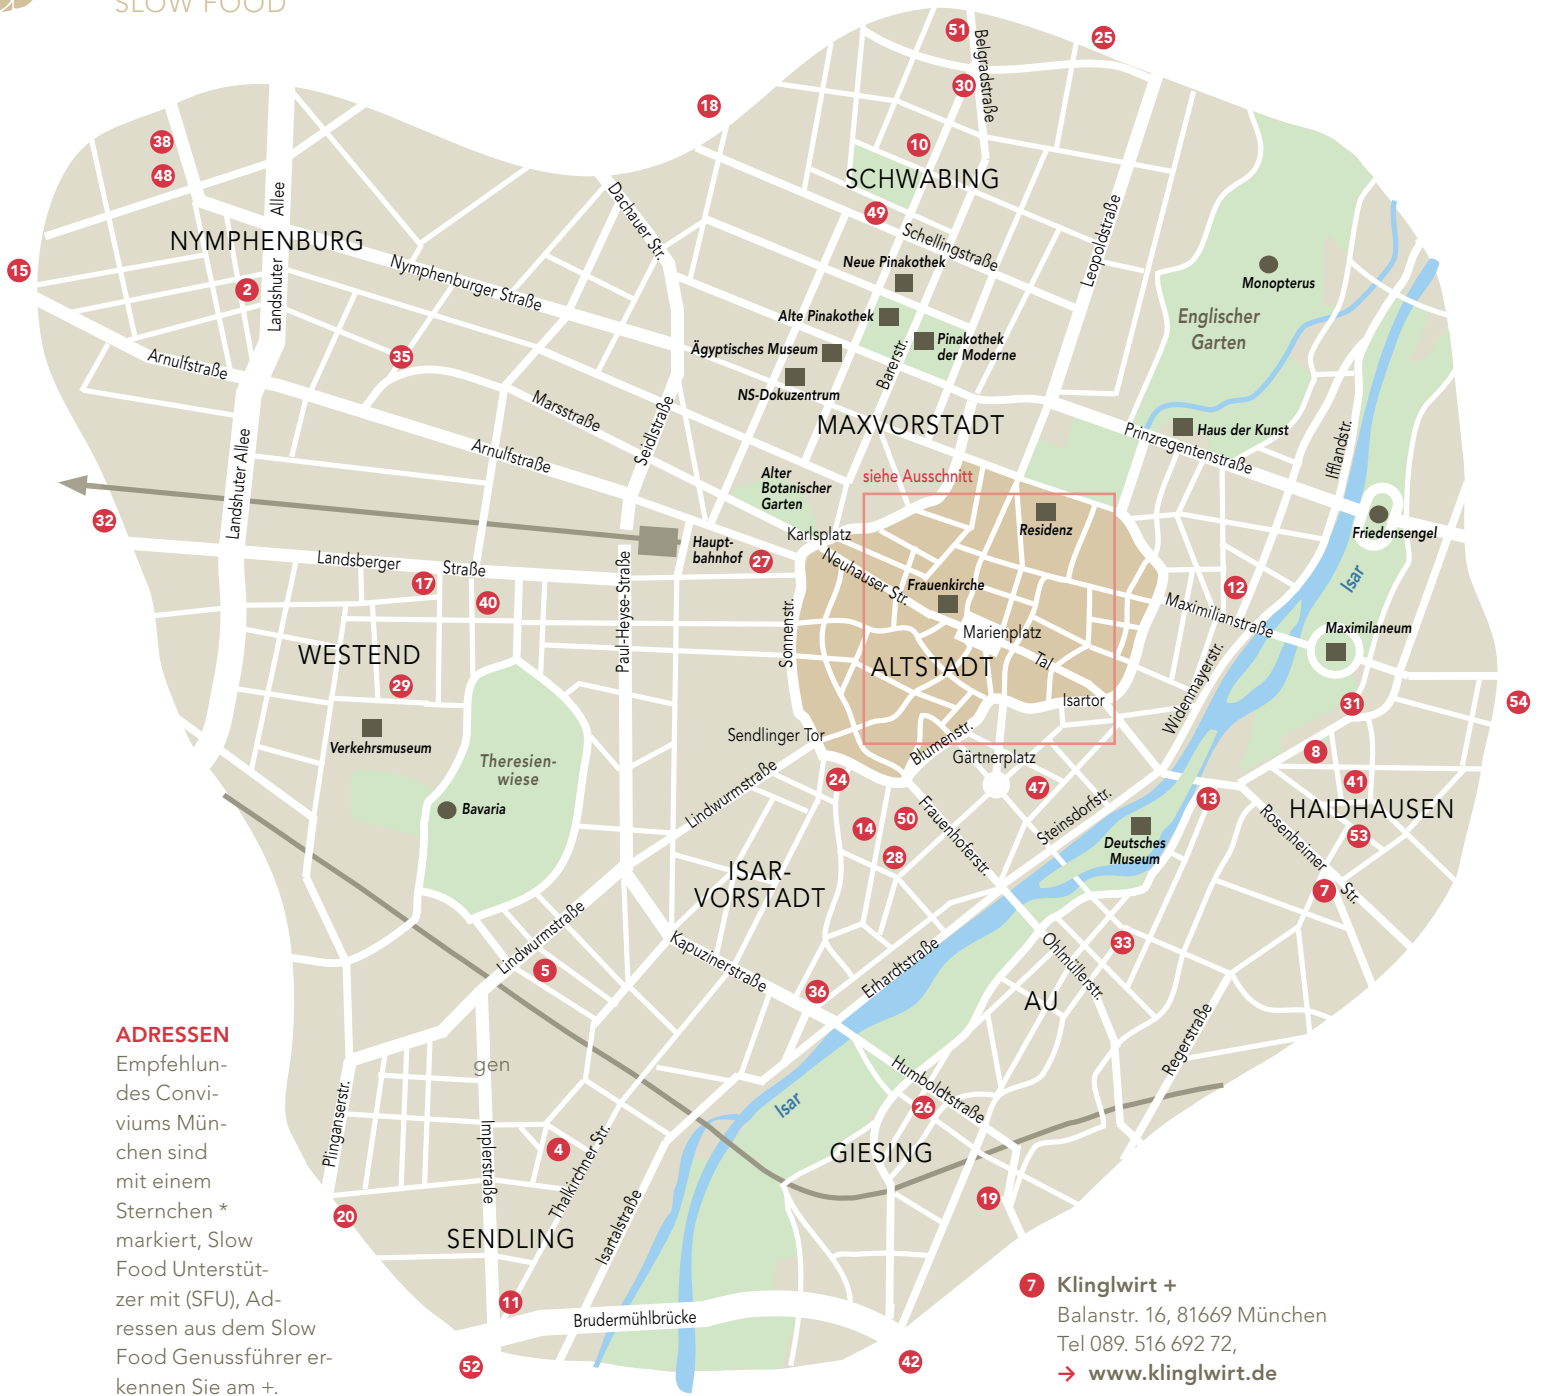 SLOW FOOD
51
25
Belgradstraße
30
18
38
10
48
SCHWABING
Landshuter Allee
Dachauer Str.
49
Leopoldstraße
NYMPHENBURG
Schellingstraße
15
Nymphenburger Straße
Neue Pinakothek
Monopterus
2
Alte Pinakothek
Englischer
Garten
Pinakothek
der Moderne
Ägyptisches Museum
35
Arnulfstraße
Barerstr.
NS-Dokuzentrum
Marsstraße
Seidlstraße
MAXVORSTADT
Prinzregentenstraße
Haus der Kunst
Ifflandstr.
Arnulfstraße
Landshuter Allee
Alter
Botanischer
Garten
siehe Ausschnitt
32
Karlsplatz
Residenz
Friedensengel
Haupt-
bahnhof
27
Landsberger Straße
Neuhauser Str.
Frauenkirche
Isar
17
40
12
Paul-Heyse-Straße
Sonnenstr.
Maximilianstraße
Marienplatz
Maximilaneum
WESTEND
ALTSTADT
Tal
29
Isartor
Widenmayerstr.
31
54
Verkehrsmuseum
Sendlinger Tor
Blumenstr.
Gärtnerplatz
8
Theresien-
wiese
24
47
41
Lindwurmstraße
13
Bavaria
HAIDHAUSEN
Frauenhoferstr.
Steinsdorfstr.
Rosenheimer Str.
14
50
53
28
Deutsches
Museum
ISAR-
VORSTADT
7
Lindwurmstraße
Kapuzinerstraße
33
5
Erhardtstraße
Ohlmüllerstr.
36
AU
Regerstraße
ADRESSEN
Empfehlun-
gen
des Convi-
viums Mün-
chen sind
mit einem
Sternchen *
markiert, Slow
Food Unterstüt-
zer mit (SFU), Ad-
ressen aus dem Slow
Food Genussführer er-
kennen Sie am +.
Plinganserstr.
Isar
Humboldtstraße
26
Implerstraße
4
Thalkirchner Str.
GIESING
Isartalstraße
19
20
SENDLING
11
Brudermühlbrücke
52
42
7 Klinglwirt +
Balanstr. 16, 81669 München
Tel 089. 516 692 72,
→ www.klinglwirt.de